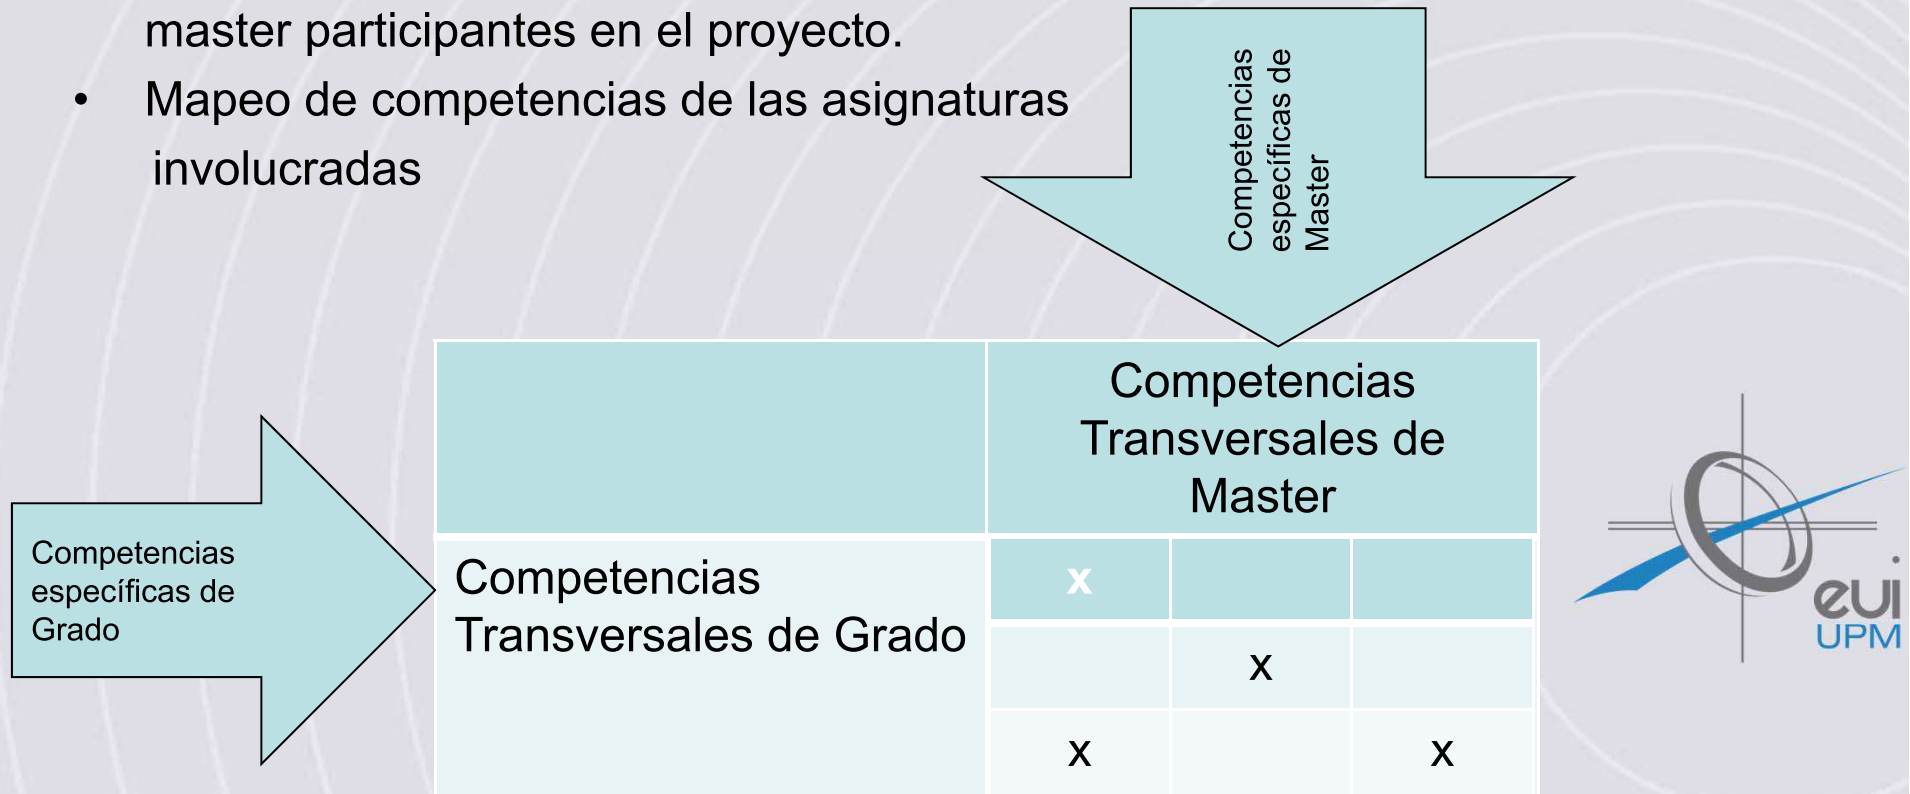 master participantes en el proyecto.
• Mapeo de competencias de las asignaturas
involucradas
Competencias
específicas de
Master
Competencias
Transversales de
Master
Competencias
específicas de
Grado
Competencias
Transversales de Grado
x
x
x x
eui
UPM